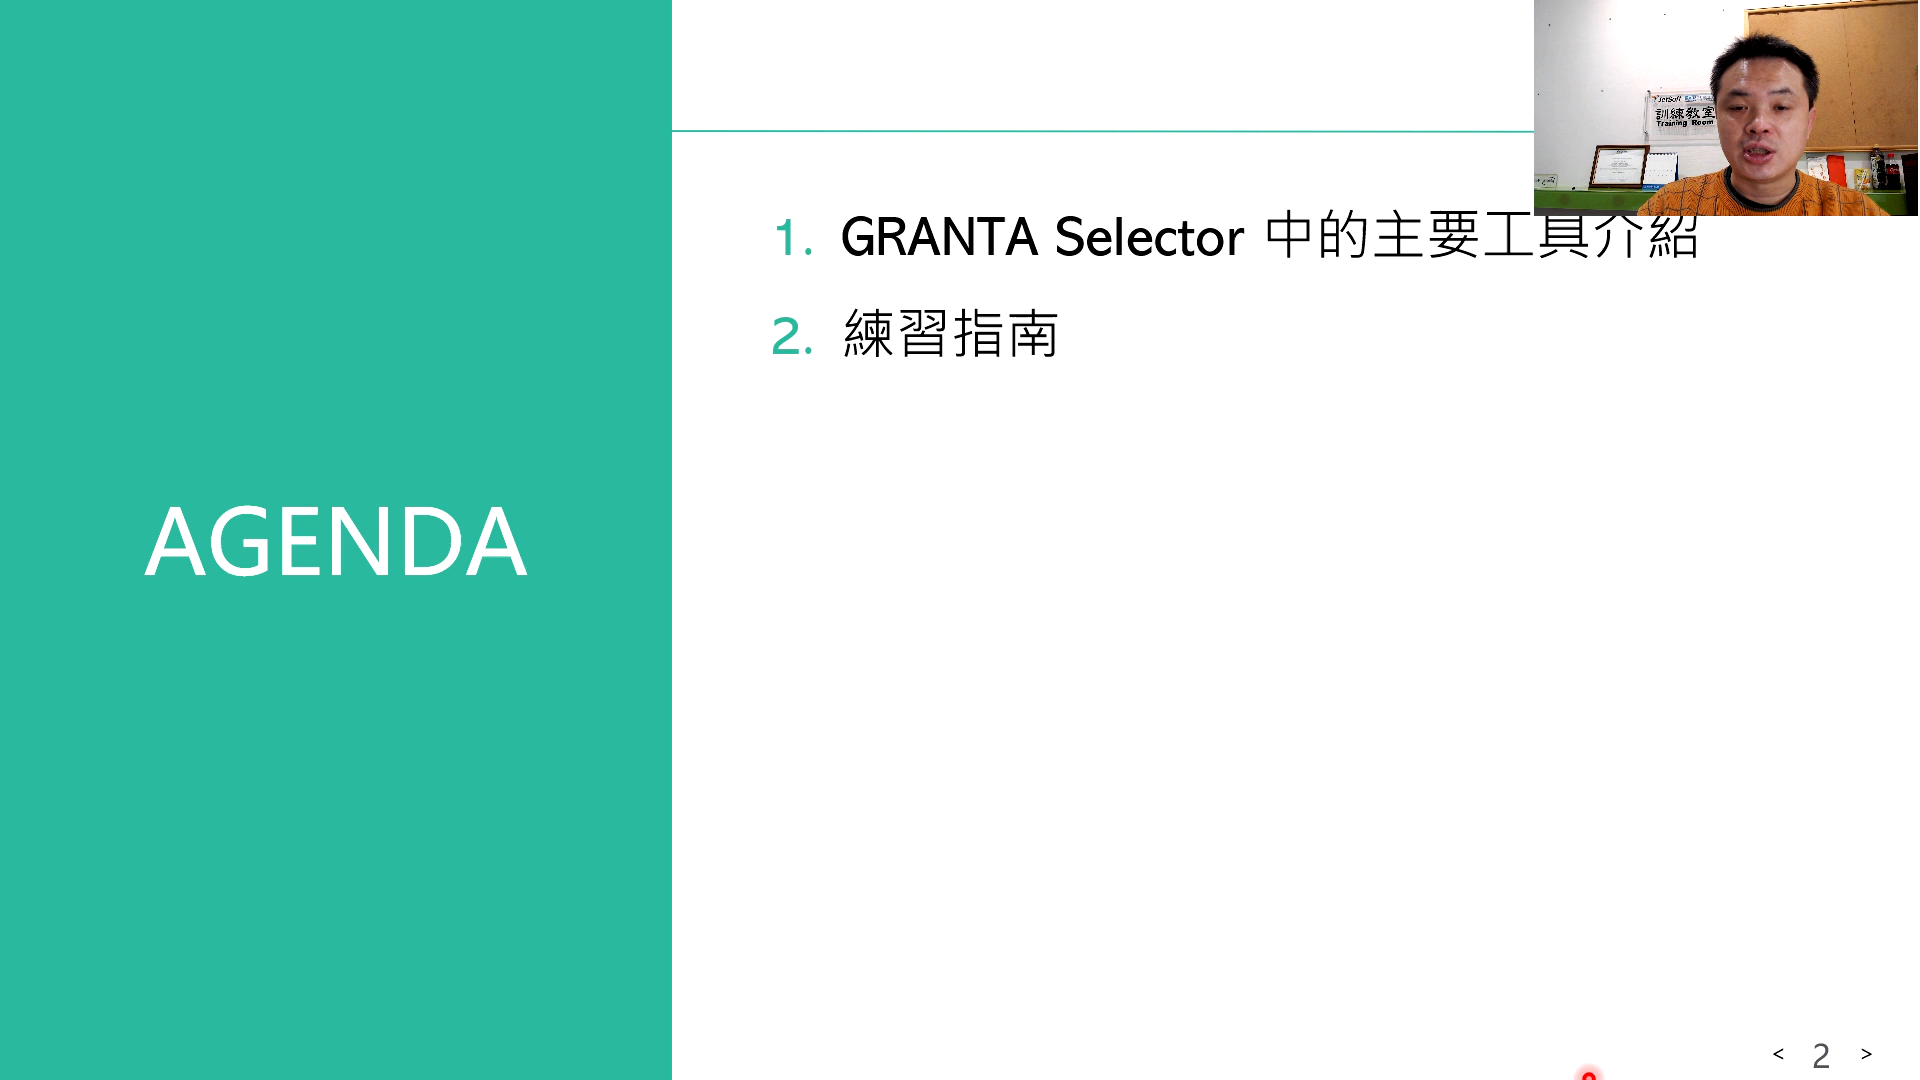 AGENDA
1. GRANTA Selector 中的主要工具介紹
2. 練習指南
JetSoft
訓練教室
Training Room
< 2 >